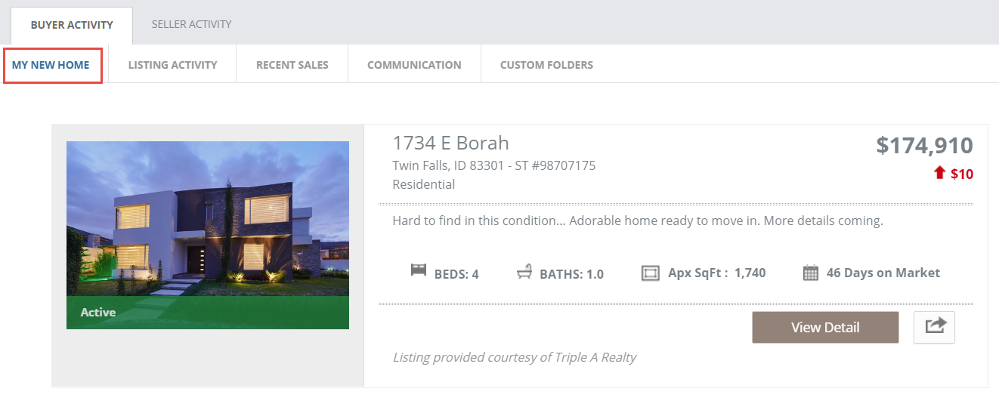 BUYER ACTIVITY
SELLER ACTIVITY
MY NEW HOME
LISTING ACTIVITY
RECENT SALES
COMMUNICATION
CUSTOM FOLDERS
1734 E Borah
$174,910
Twin Falls, ID 83301 - ST #98707175
$10
Residential
Hard to find in this condition... Adorable home ready to move in. More details coming.
BEDS: 4
BATHS: 1.0
Apx SqFt : 1,740
46 Days on Market
Active
View Detail
Listing provided courtesy of Triple A Realty